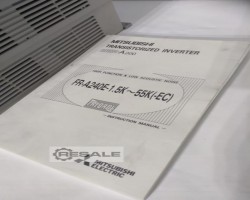 MITSUBISHI
TRANSISTORIZED INVERTER
FR-A240E-1.5K~55K(-EC)
INSTRUCTION MANUAL
RESALE
MITSUBISHI
ELECTRIC